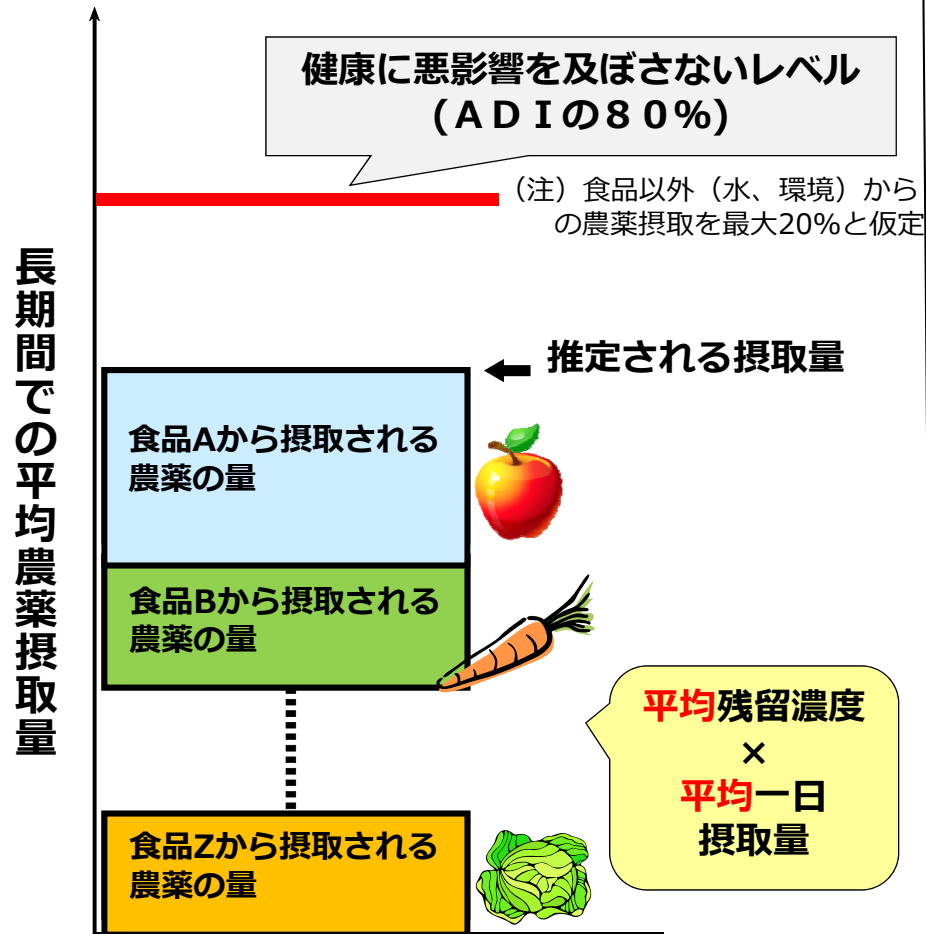 健康に悪影響を及ぼさないレベル
(ＡＤＩの８０%)
（注）食品以外（水、環境）から
の農薬摂取を最大20%と仮定
長期間での平均農薬摂取量
推定される摂取量
食品Aから摂取される
農薬の量
食品Bから摂取される
農薬の量
平均残留濃度
×
平均一日
摂取量
食品Zから摂取される
農薬の量